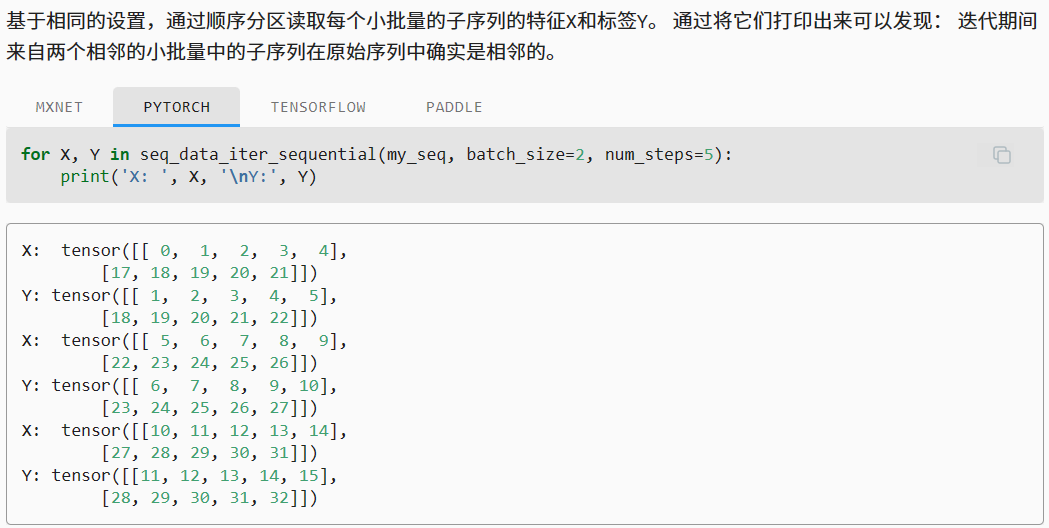 基于相同的设置，通过顺序分区读取每个小批量的子序列的特征X和标签Y。 通过将它们打印出来可以发现： 迭代期间
来自两个相邻的小批量中的子序列在原始序列中确实是相邻的。
MXNET PYTORCH TENSORFLOW PADDLE
for X, Y in seq_data_iter_sequential(my_seq, batch_size=2, num_steps=5):
    print('X: ', X, '\nY:', Y)
X:  tensor([[ 0,  1,  2,  3,  4],
        [17, 18, 19, 20, 21]])
Y: tensor([[ 1,  2,  3,  4,  5],
        [18, 19, 20, 21, 22]])
X:  tensor([[ 5,  6,  7,  8,  9],
        [22, 23, 24, 25, 26]])
Y: tensor([[ 6,  7,  8,  9, 10],
        [23, 24, 25, 26, 27]])
X:  tensor([[10, 11, 12, 13, 14],
        [27, 28, 29, 30, 31]])
Y: tensor([[11, 12, 13, 14, 15],
        [28, 29, 30, 31, 32]])